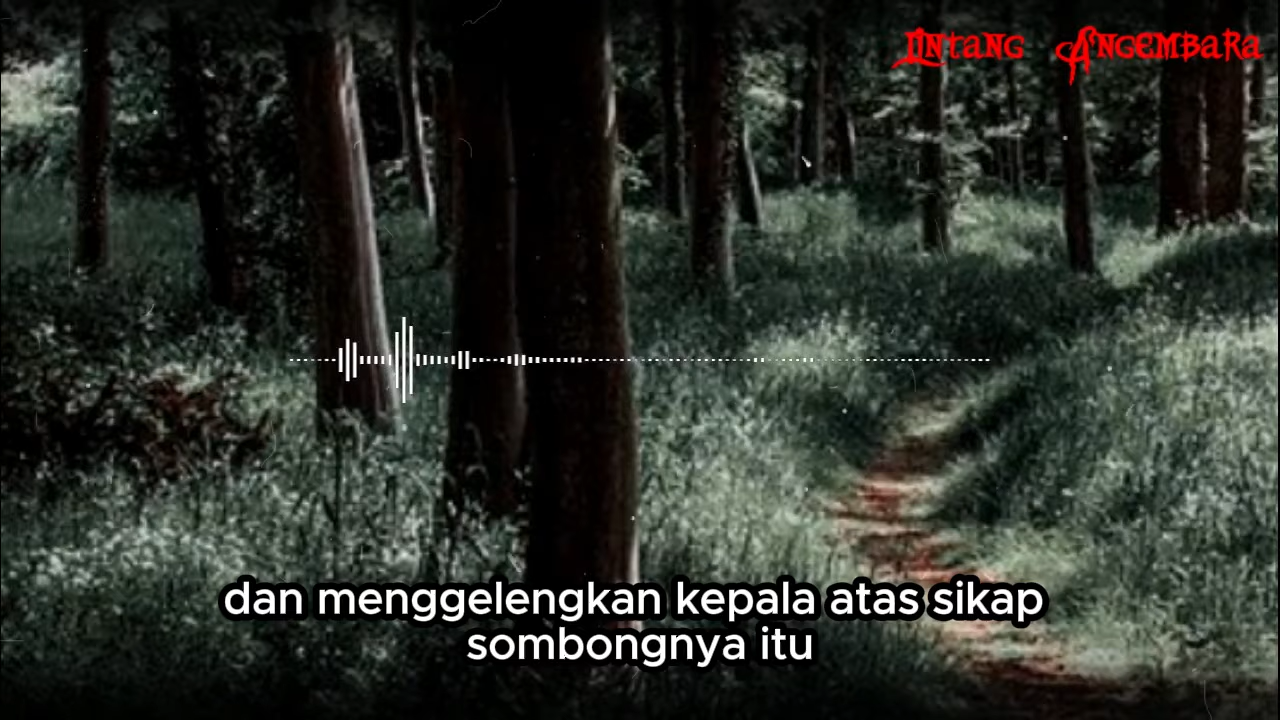 Lintang Angembara
dan menggelengkan kepala atas sikap
sombongnya itu